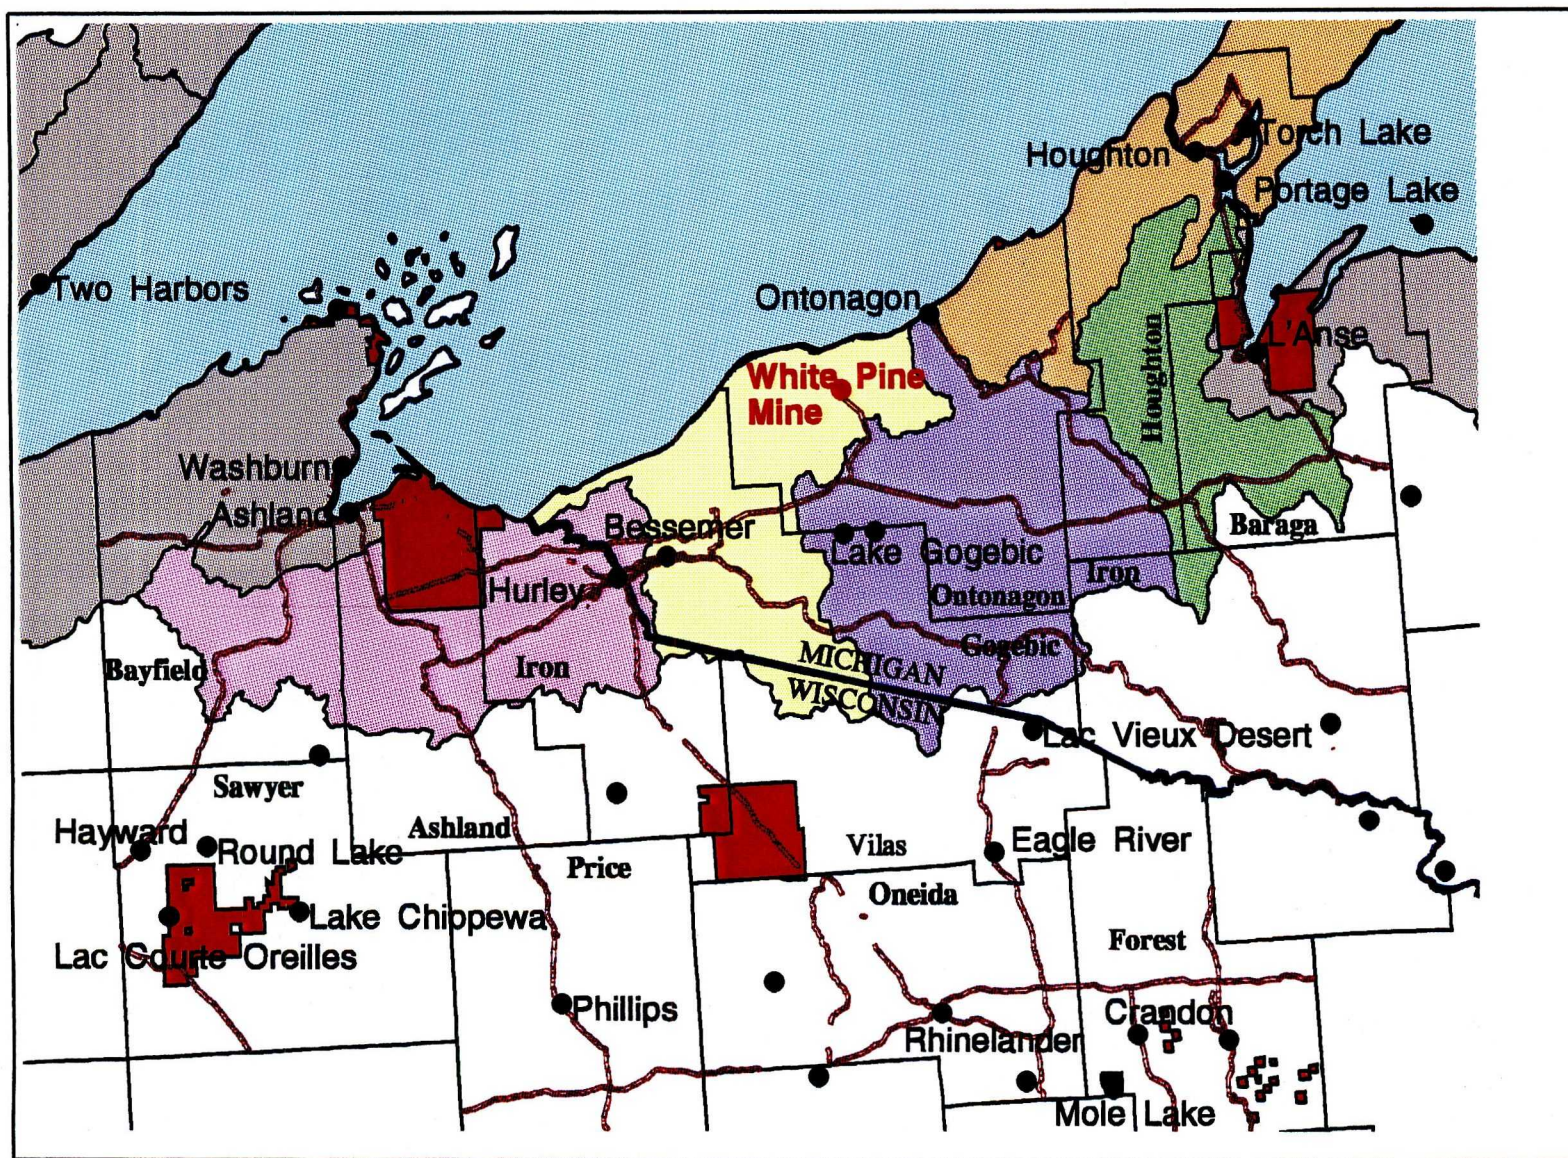 Torch Lake
Houghton
Portage Lake
Two Harbors
Ontonagon
L'Anse
White Pine
Mine
Houghton
Washburn
Ashland
Bessemer
Baraga
Lake Gogebic
Hurley
Iron
Ontonagon
Gogebic
Bayfield
Iron
MICHIGAN
WISCONSIN
Lac Vieux Desert
Sawyer
Hayward
Round Lake
Ashland
Price
Vilas
Eagle River
Oneida
Lake Chippewa
Forest
Lac Courte Oreilles
Phillips
Crandon
Rhinelander
Mole Lake